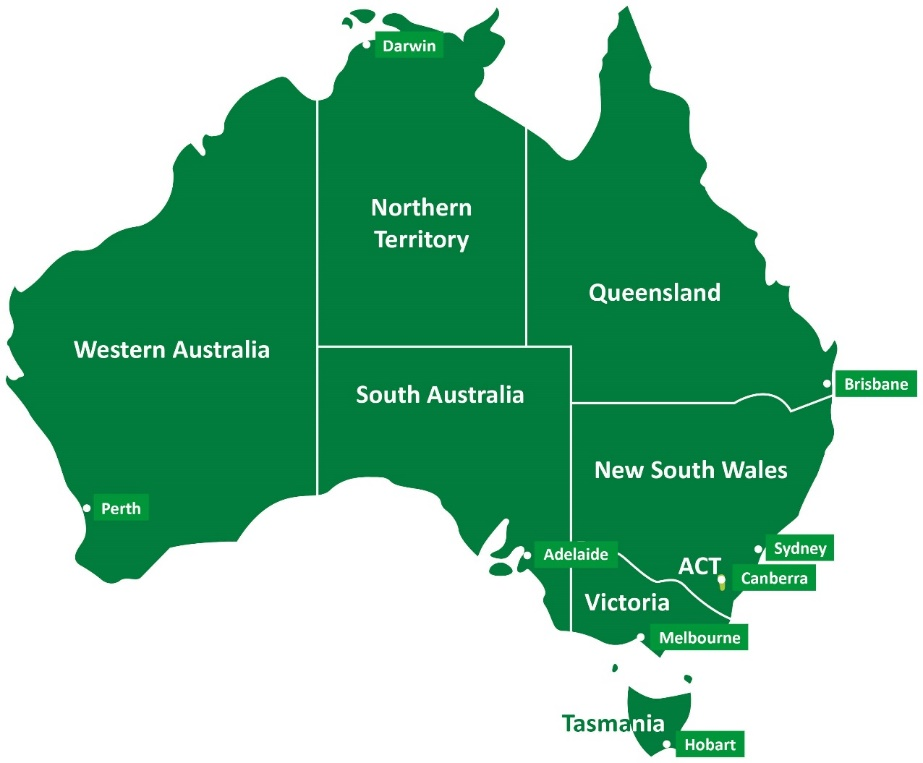 Darwin
Northern
Territory
Queensland
Western Australia
South Australia
Brisbane
New South Wales
Perth
Sydney
Adelaide
ACT
Canberra
Victoria
Melbourne
Tasmania
Hobart